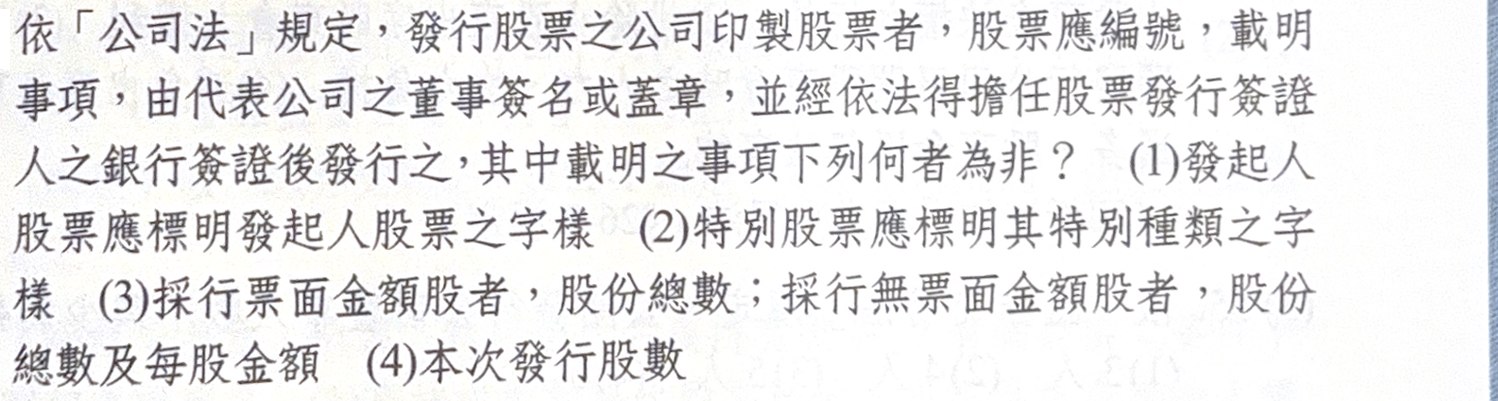 依「公司法」規定，發行股票之公司印製股票者，股票應編號，載明
事項，由代表公司之董事簽名或蓋章，並經依法得擔任股票發行簽證
人之銀行簽證後發行之，其中載明之事項下列何者為非？ (1)發起人
股票應標明發起人股票之字樣 (2)特別股票應標明其特別種類之字
樣 (3)採行票面金額股者，股份總數；採行無票面金額股者，股份
總數及每股金額 (4)本次發行股數